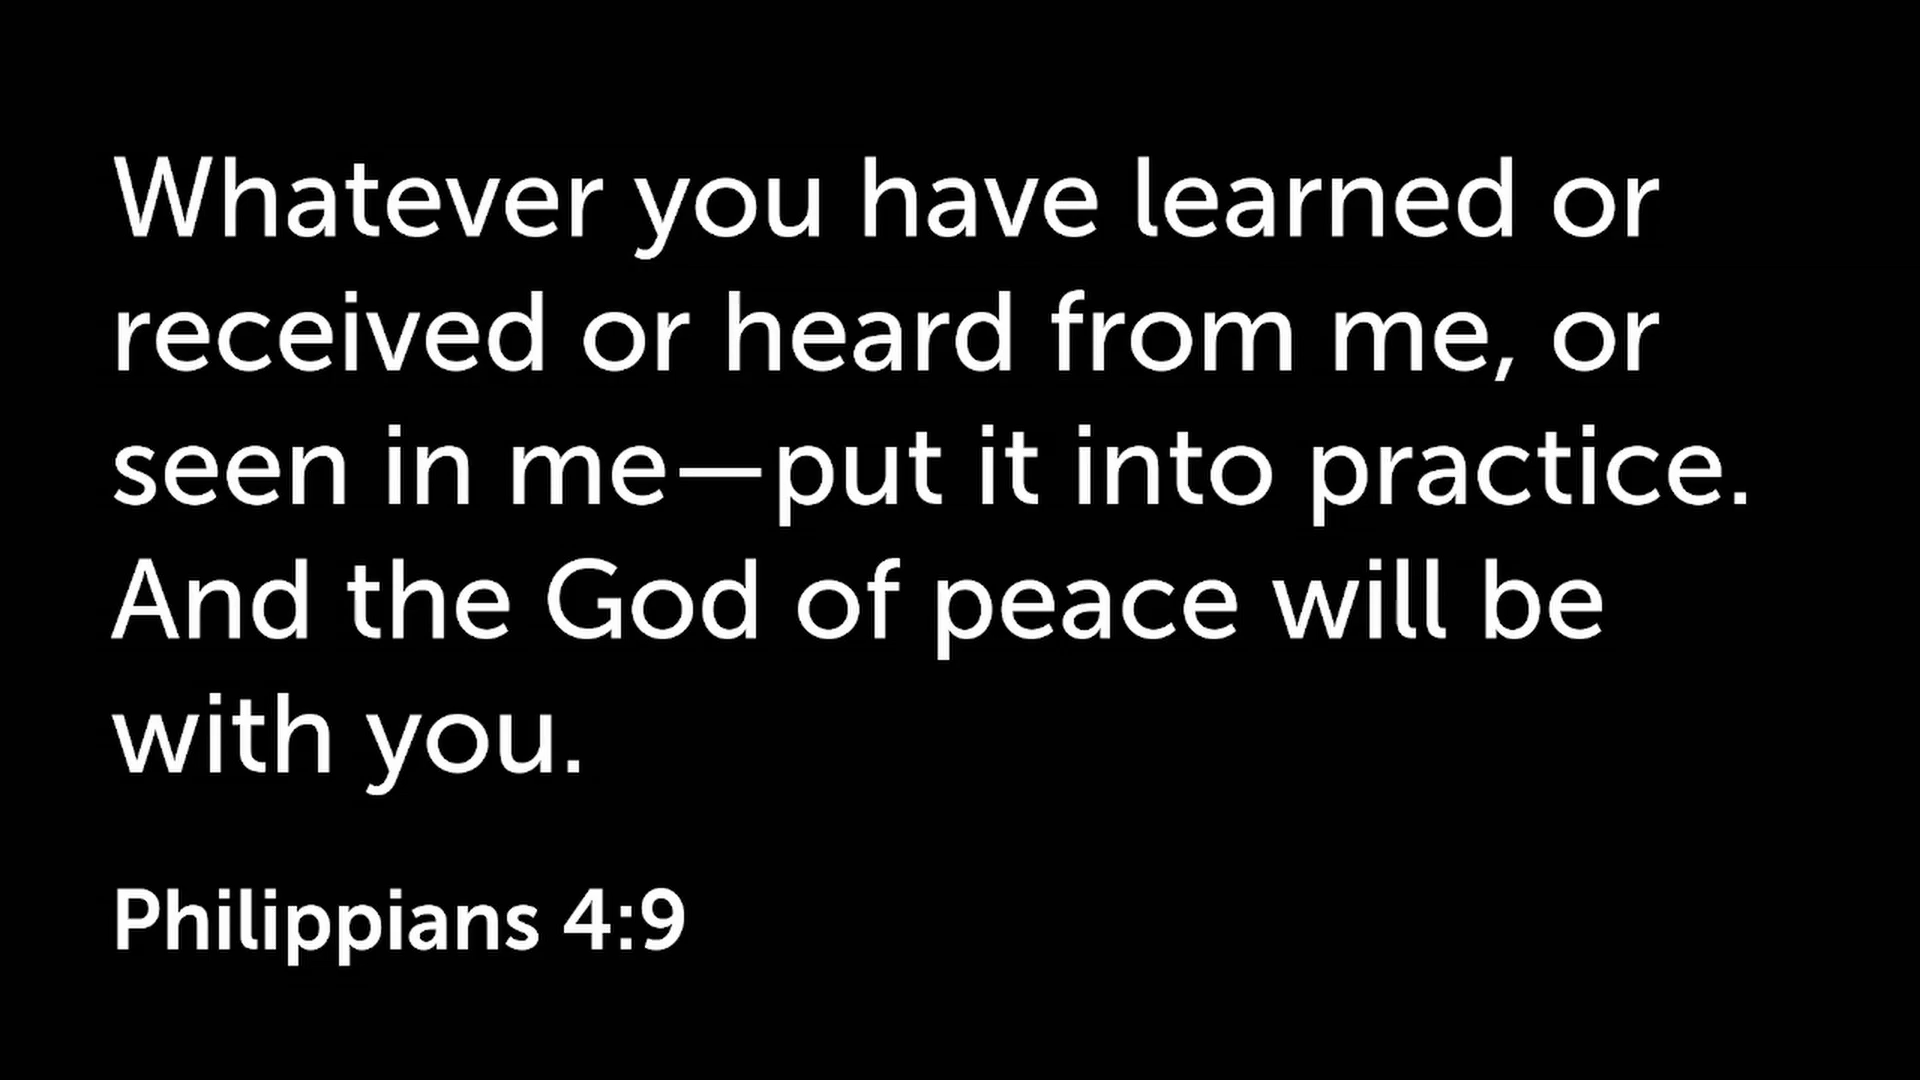 Whatever you have learned or
received or heard from me, or
seen in me—put it into practice.
And the God of peace will be
with you.
Philippians 4:9